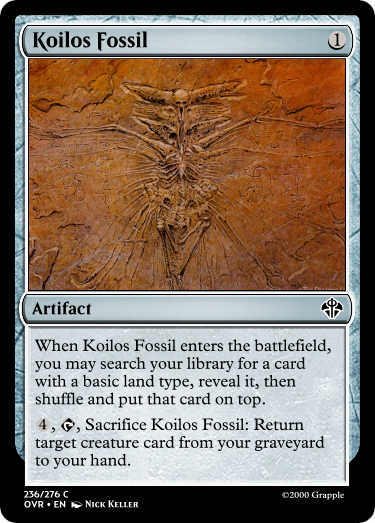 Koilos Fossil 1
Artifact
When Koilos Fossil enters the battlefield,
you may search your library for a card
with a basic land type, reveal it, then
shuffle and put that card on top.
4, , Sacrifice Koilos Fossil: Return
target creature card from your graveyard
to your hand.
236/276 C
OVR • EN Nick Keller
©2000 Grapple